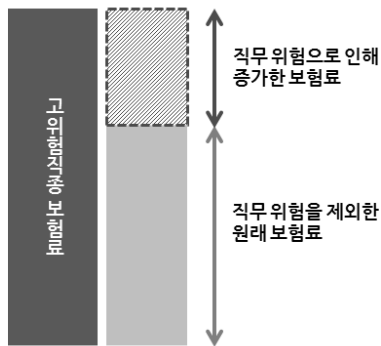 고위험직종 보험료
직무 위험으로 인해
증가한 보험료
직무 위험을 제외한
원래 보험료